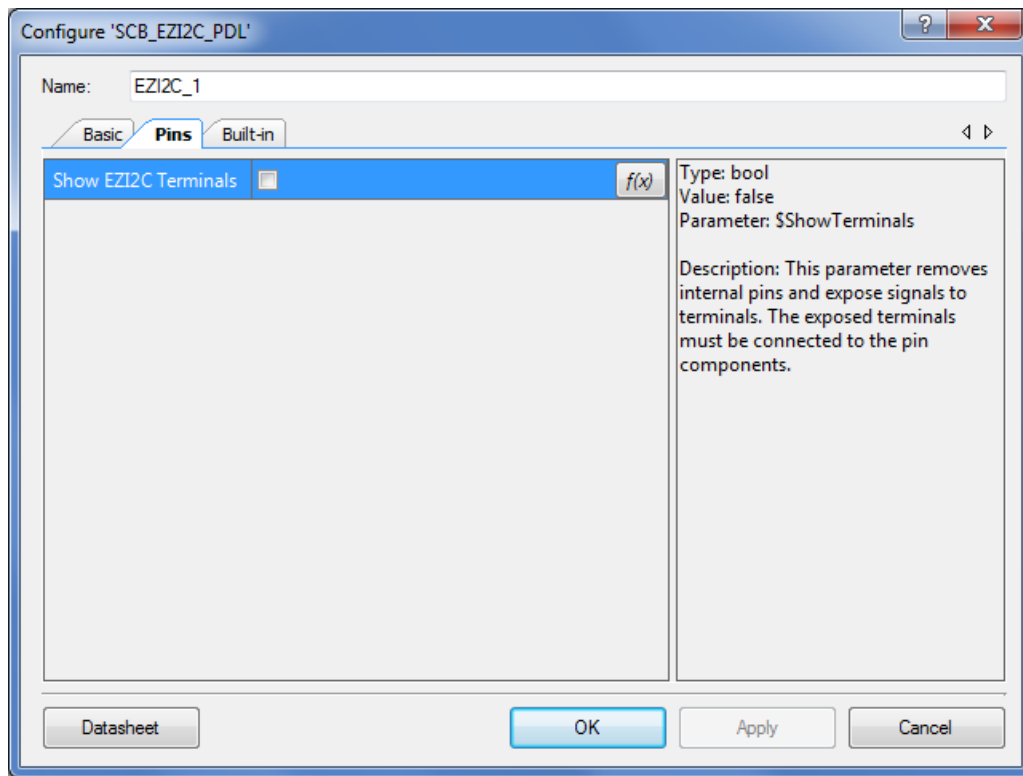 Configure 'SCB_EZI2C_PDL'
?
Name: EZI2C_1
Basic Pins Built-in
Show EZI2C Terminals f(x)
Type: bool
Value: false
Parameter: $ShowTerminals
Description: This parameter removes
internal pins and expose signals to
terminals. The exposed terminals
must be connected to the pin
components.
Datasheet OK Apply Cancel